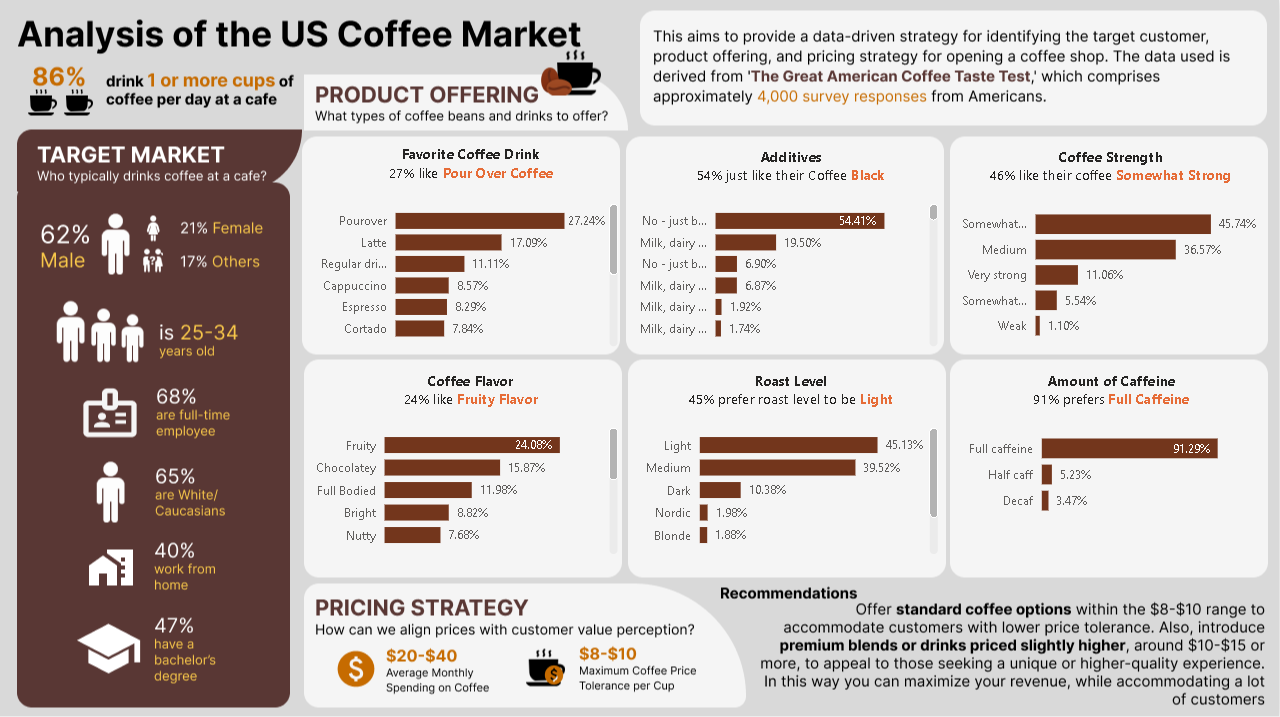 Analysis of the US Coffee Market
86%
drink 1 or more cups of
coffee per day at a cafe
This aims to provide a data-driven strategy for identifying the target customer,
product offering, and pricing strategy for opening a coffee shop. The data used is
derived from 'The Great American Coffee Taste Test,' which comprises
approximately 4,000 survey responses from Americans.
TARGET MARKET
Who typically drinks coffee at a cafe?
62%
Male
21% Female
17% Others
is 25-34
years old
68%
are full-time
employee
65%
are White/
Caucasians
40%
work from
home
47%
have a
bachelor's
degree
PRODUCT OFFERING
What types of coffee beans and drinks to offer?
Favorite Coffee Drink
27% like Pour Over Coffee
Pourover 27.24%
Latte 17.09%
Regular dri... 11.11%
Cappuccino 8.57%
Espresso 8.29%
Cortado 7.84%
Additives
54% just like their Coffee Black
No - just b... 54.41%
Milk, dairy ... 19.50%
No - just b... 6.90%
Milk, dairy ... 6.87%
Milk, dairy ... 1.92%
Milk, dairy ... 1.74%
Coffee Strength
46% like their coffee Somewhat Strong
Somewhat... 45.74%
Medium 36.57%
Very strong 11.06%
Somewhat... 5.54%
Weak 1.10%
Coffee Flavor
24% like Fruity Flavor
Fruity 24.08%
Chocolatey 15.87%
Full Bodied 11.98%
Bright 8.82%
Nutty 7.68%
Roast Level
45% prefer roast level to be Light
Light 45.13%
Medium 39.52%
Dark 10.38%
Nordic 1.98%
Blonde 1.88%
Amount of Caffeine
91% prefers Full Caffeine
Full caffeine 91.29%
Half caff 5.23%
Decaf 3.47%
PRICING STRATEGY
How can we align prices with customer value perception?
$20-$40
Average Monthly
Spending on Coffee
$8-$10
Maximum Coffee Price
Tolerance per Cup
Recommendations
Offer standard coffee options within the $8-$10 range to
accommodate customers with lower price tolerance. Also, introduce
premium blends or drinks priced slightly higher, around $10-$15 or
more, to appeal to those seeking a unique or higher-quality experience.
In this way you can maximize your revenue, while accommodating a lot
of customers